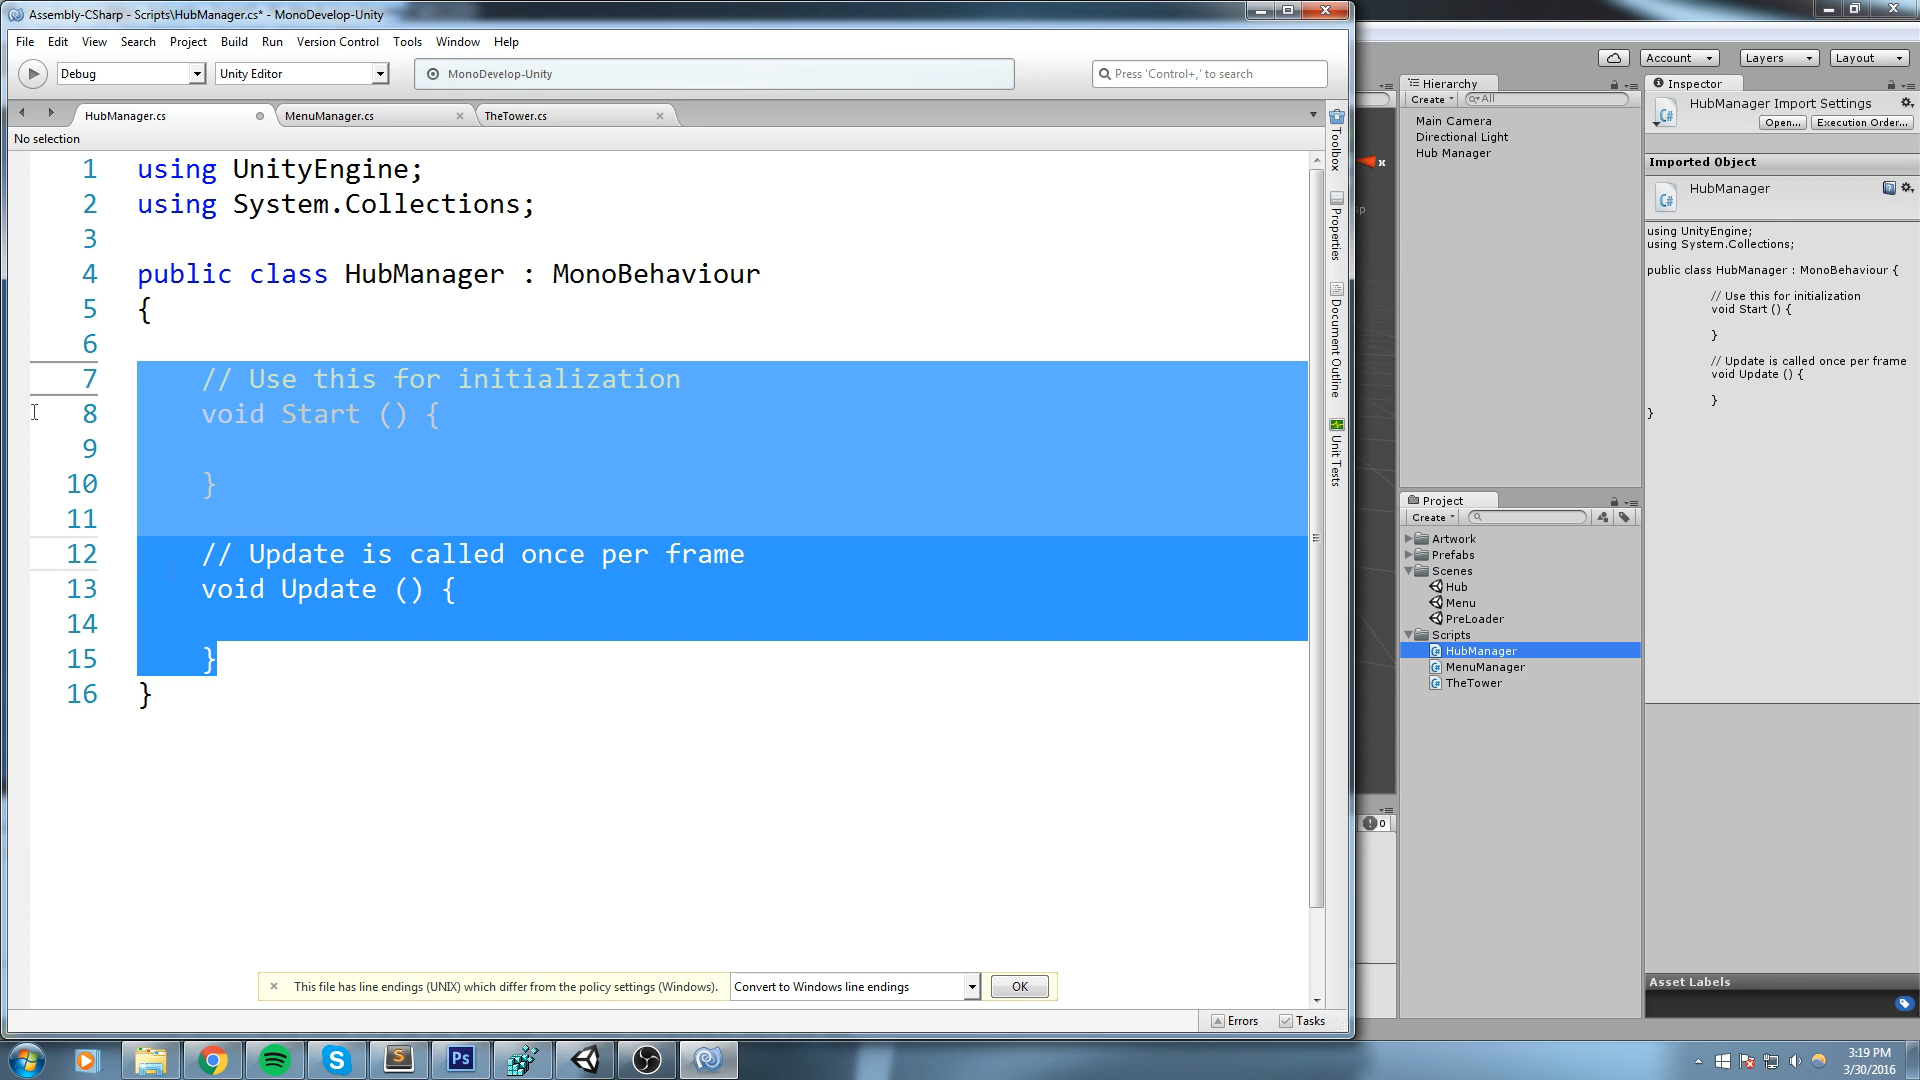 Assembly-CSharp - Scripts\HubManager.cs* - MonoDevelop-Unity
File Edit View Search Project Build Run Version Control Tools Window Help
Debug Unity Editor MonoDevelop-Unity Press 'Control+,' to search
HubManager.cs MenuManager.cs TheTower.cs
No selection
1 using UnityEngine;
2 using System.Collections;
3
4 public class HubManager : MonoBehaviour
5 {
6
7 // Use this for initialization
8 void Start () {
9
10 }
11
12 // Update is called once per frame
13 void Update () {
14
15 }
16 }
This file has line endings (UNIX) which differ from the policy settings (Windows). Convert to Windows line endings OK
Errors Tasks
Toolbox
Properties
Document Outline
Unit Tests
x
0
Account Layers Layout
Hierarchy
Create All
Main Camera
Directional Light
Hub Manager
Project
Create
Artwork
Prefabs
Scenes
Hub
Menu
PreLoader
Scripts
HubManager
MenuManager
TheTower
Inspector
HubManager Import Settings
Open... Execution Order...
Imported Object
HubManager
using UnityEngine;
using System.Collections;
public class HubManager : MonoBehaviour {
// Use this for initialization
void Start () {
}
// Update is called once per frame
void Update () {
}
}
Asset Labels
Ps
3:19 PM
3/30/2016